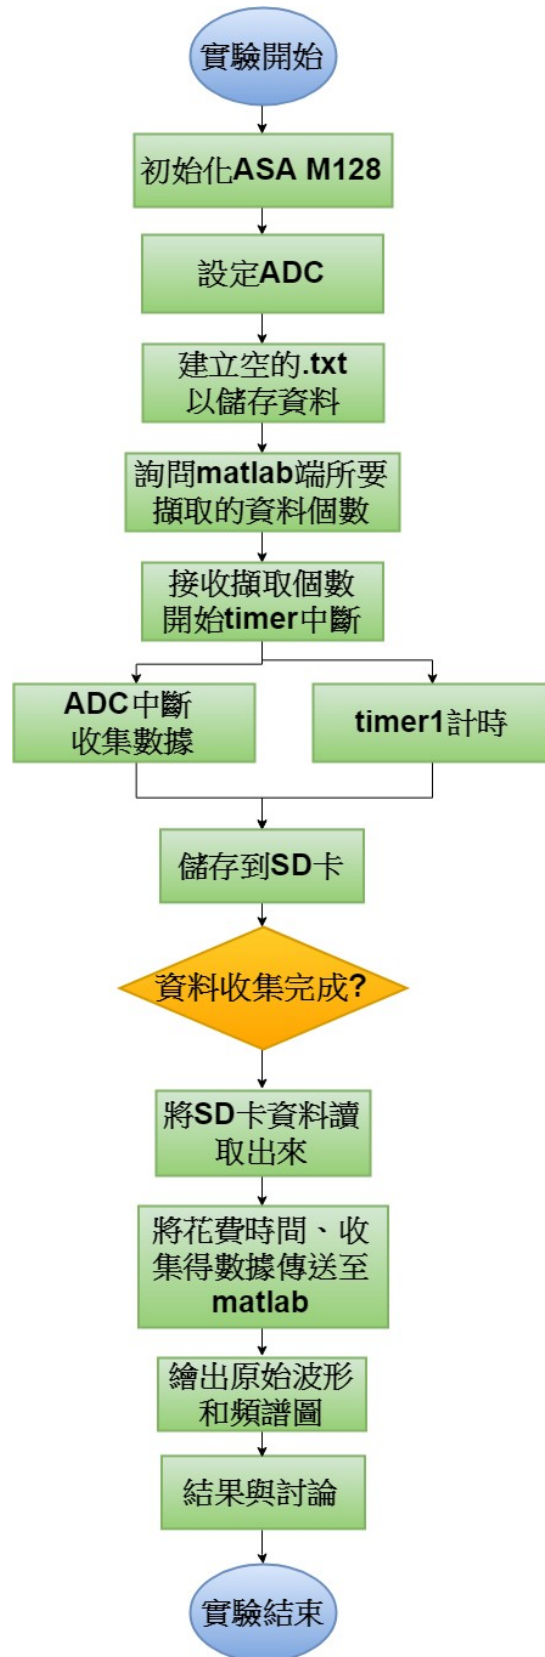 實驗開始
初始化ASA M128
設定ADC
建立空的.txt
以儲存資料
詢問matlab端所要
擷取的資料個數
接收擷取個數
開始timer中斷
ADC中斷
收集數據
timer1計時
儲存到SD卡
資料收集完成?
將SD卡資料讀
取出來
將花費時間、收
集得數據傳送至
matlab
繪出原始波形
和頻譜圖
結果與討論
實驗結束